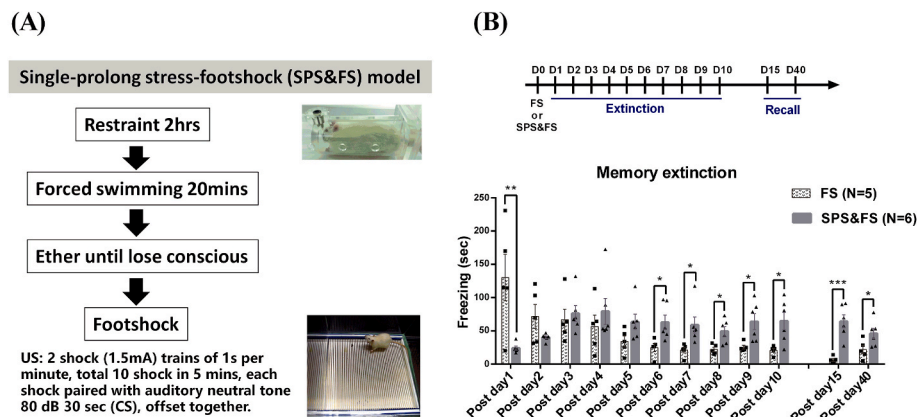 (A)
Single-prolong stress-footshock (SPS&FS) model
Restraint 2hrs
Forced swimming 20mins
Ether until lose conscious
Footshock
US: 2 shock (1.5mA) trains of 1s per
minute, total 10 shock in 5 mins, each
shock paired with auditory neutral tone
80 dB 30 sec (CS), offset together.
(B)
D0 D1 D2 D3 D4 D5 D6 D7 D8 D9 D10 D15 D40
FS
or
SPS&FS
Extinction
Recall
Memory extinction
FS (N=5)
SPS&FS (N=6)
Freezing (sec)
250
200
150
100
50
0
** * * * * * *** *
Post day1
Post day2
Post day3
Post day4
Post day5
Post day6
Post day7
Post day8
Post day9
Post day10
Post day15
Post day40